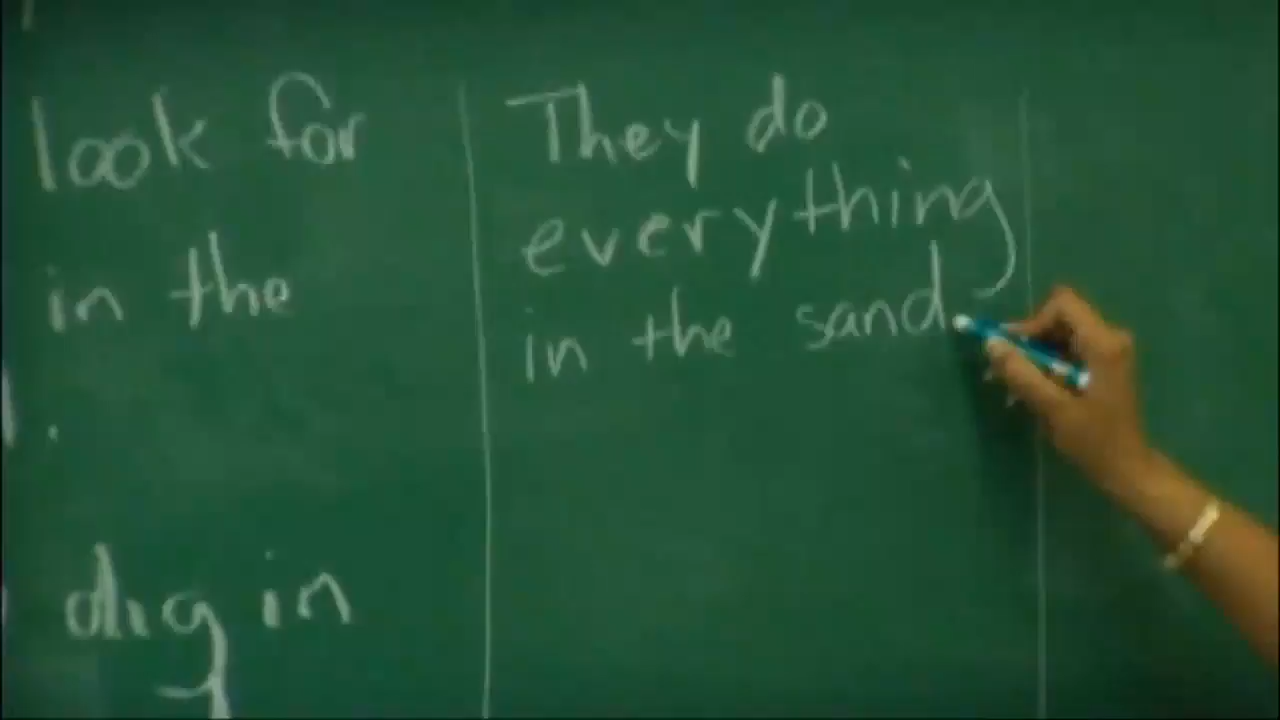 look for
in the
.
dig in
They do
everything
in the sand.